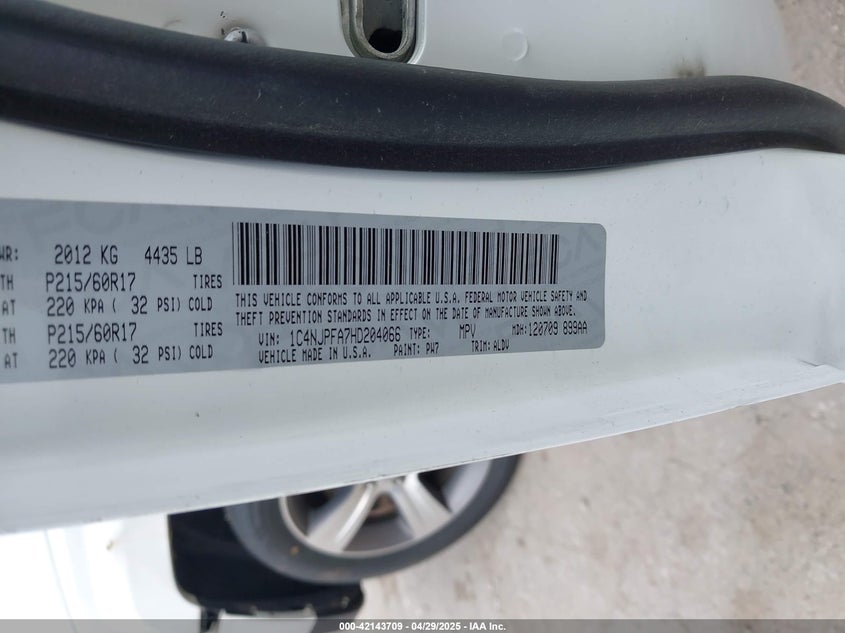 WR: 2012 KG 4435 LB
TH P215/60R17 TIRES
AT 220 KPA ( 32 PSI) COLD
TH P215/60R17 TIRES
AT 220 KPA ( 32 PSI) COLD
THIS VEHICLE CONFORMS TO ALL APPLICABLE U.S.A. FEDERAL MOTOR VEHICLE SAFETY AND
THEFT PREVENTION STANDARDS IN EFFECT ON THE DATE OF MANUFACTURE SHOWN ABOVE.
VIN: 1C4NJPFA7HD204066 TYPE: MPV MDH:120709 899AA
VEHICLE MADE IN U.S.A. PAINT: PW7 TRIM: ALDV
000-42143709 | 04/29/2025 - IAA Inc.